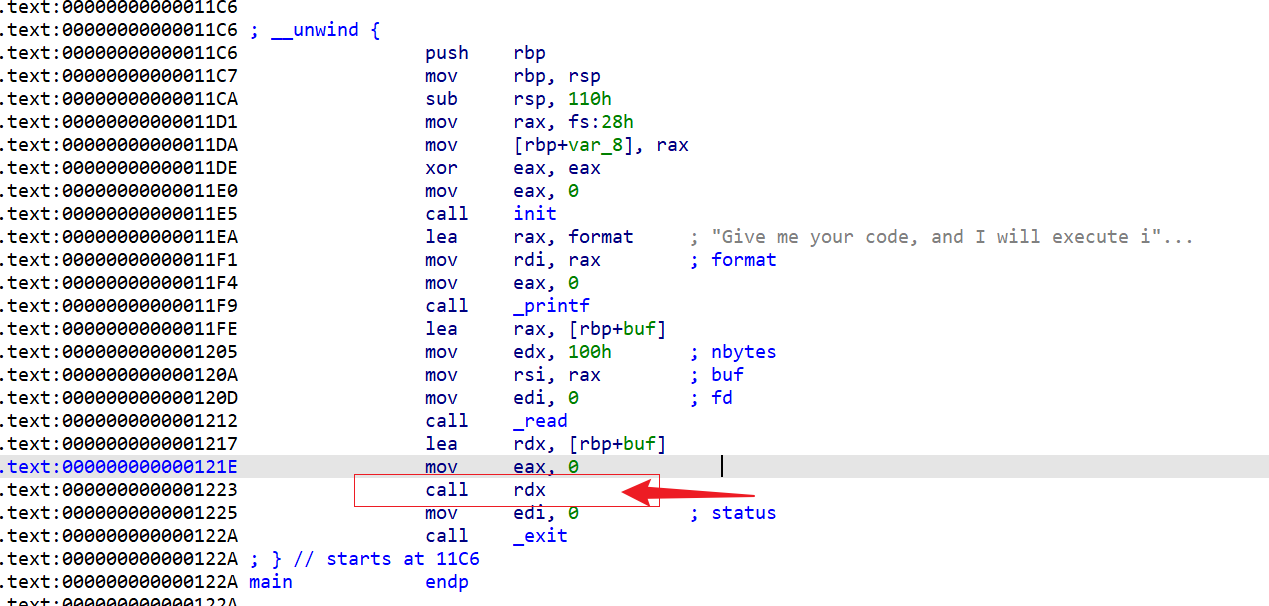 .text:00000000000011C6
.text:00000000000011C6 ; __unwind {
.text:00000000000011C6 push rbp
.text:00000000000011C7 mov rbp, rsp
.text:00000000000011CA sub rsp, 110h
.text:00000000000011D1 mov rax, fs:28h
.text:00000000000011DA mov [rbp+var_8], rax
.text:00000000000011DE xor eax, eax
.text:00000000000011E0 mov eax, 0
.text:00000000000011E5 call init
.text:00000000000011EA lea rax, format ; "Give me your code, and I will execute i"...
.text:00000000000011F1 mov rdi, rax ; format
.text:00000000000011F4 mov eax, 0
.text:00000000000011F9 call _printf
.text:00000000000011FE lea rax, [rbp+buf]
.text:0000000000001205 mov edx, 100h ; nbytes
.text:000000000000120A mov rsi, rax ; buf
.text:000000000000120D mov edi, 0 ; fd
.text:0000000000001212 call _read
.text:0000000000001217 lea rdx, [rbp+buf]
.text:000000000000121E mov eax, 0
.text:0000000000001223 call rdx
.text:0000000000001225 mov edi, 0 ; status
.text:000000000000122A call _exit
.text:000000000000122A ; } // starts at 11C6
.text:000000000000122A main endp
.text:000000000000122A